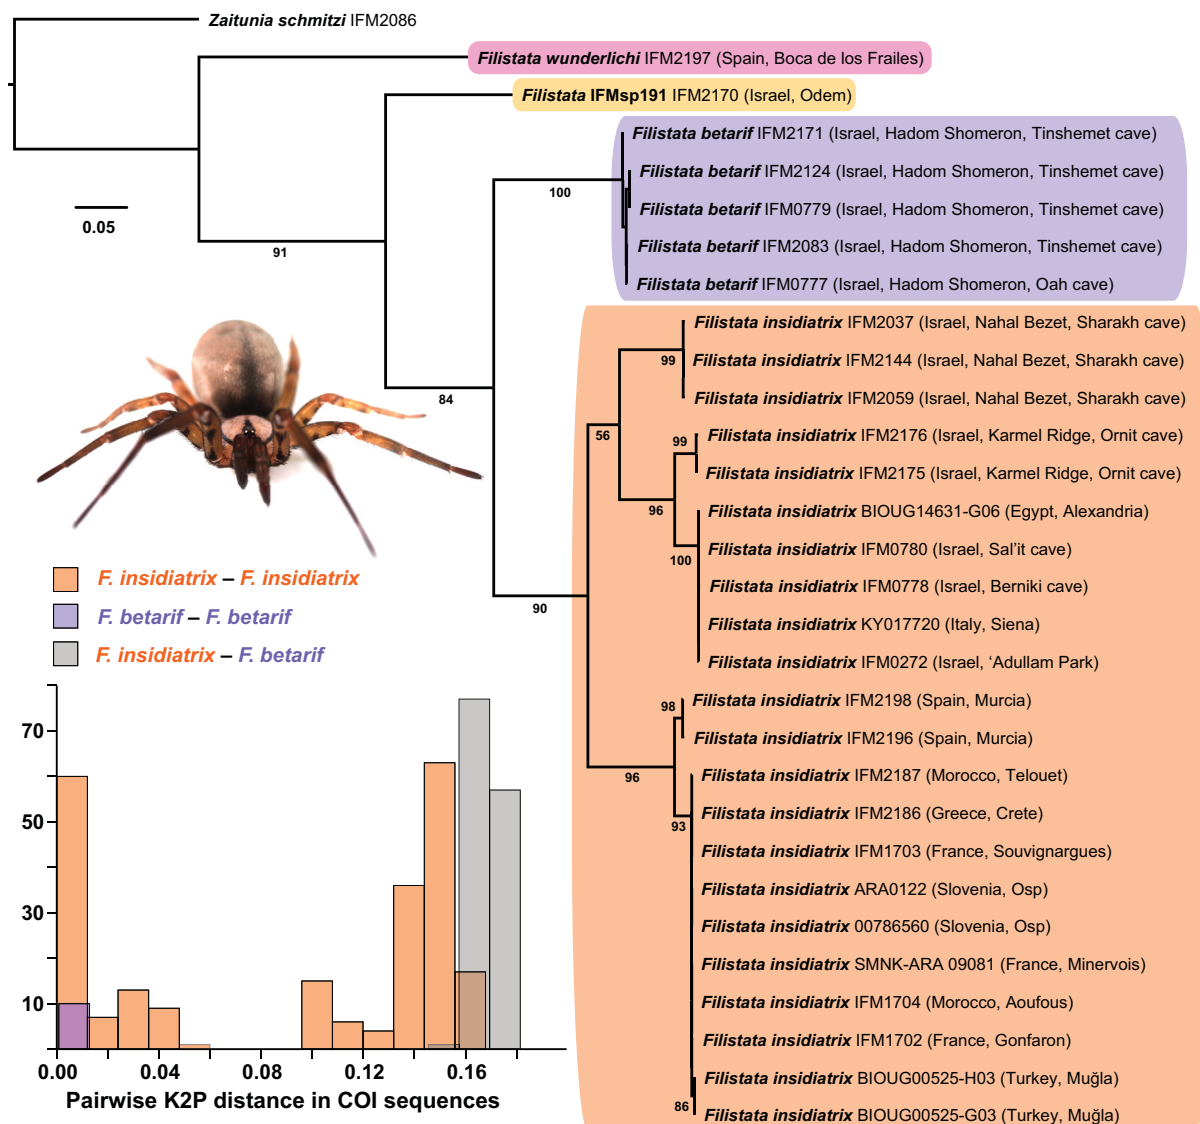 Zaitunia schmitzi IFM2086
Filistata wunderlichi IFM2197 (Spain, Boca de los Frailes)
Filistata IFMsp191 IFM2170 (Israel, Odem)
Filistata betarif IFM2171 (Israel, Hadom Shomeron, Tinshemet cave)
Filistata betarif IFM2124 (Israel, Hadom Shomeron, Tinshemet cave)
100
Filistata betarif IFM0779 (Israel, Hadom Shomeron, Tinshemet cave)
0.05
Filistata betarif IFM2083 (Israel, Hadom Shomeron, Tinshemet cave)
91
Filistata betarif IFM0777 (Israel, Hadom Shomeron, Oah cave)
Filistata insidiatrix IFM2037 (Israel, Nahal Bezet, Sharakh cave)
99
Filistata insidiatrix IFM2144 (Israel, Nahal Bezet, Sharakh cave)
84
Filistata insidiatrix IFM2059 (Israel, Nahal Bezet, Sharakh cave)
56
99
Filistata insidiatrix IFM2176 (Israel, Karmel Ridge, Ornit cave)
Filistata insidiatrix IFM2175 (Israel, Karmel Ridge, Ornit cave)
96
Filistata insidiatrix BIOUG14631-G06 (Egypt, Alexandria)
100
Filistata insidiatrix IFM0780 (Israel, Sal'it cave)
Filistata insidiatrix IFM0778 (Israel, Berniki cave)
90
Filistata insidiatrix KY017720 (Italy, Siena)
Filistata insidiatrix IFM0272 (Israel, ‘Adullam Park)
98
Filistata insidiatrix IFM2198 (Spain, Murcia)
Filistata insidiatrix IFM2196 (Spain, Murcia)
96
Filistata insidiatrix IFM2187 (Morocco, Telouet)
93
Filistata insidiatrix IFM2186 (Greece, Crete)
Filistata insidiatrix IFM1703 (France, Souvignargues)
Filistata insidiatrix ARA0122 (Slovenia, Osp)
Filistata insidiatrix 00786560 (Slovenia, Osp)
Filistata insidiatrix SMNK-ARA 09081 (France, Minervois)
Filistata insidiatrix IFM1704 (Morocco, Aoufous)
Filistata insidiatrix IFM1702 (France, Gonfaron)
Filistata insidiatrix BIOUG00525-H03 (Turkey, Muğla)
86
Filistata insidiatrix BIOUG00525-G03 (Turkey, Muğla)
F. insidiatrix – F. insidiatrix
F. betarif – F. betarif
F. insidiatrix – F. betarif
70
50
30
10
0.00 0.04 0.08 0.12 0.16
Pairwise K2P distance in COI sequences